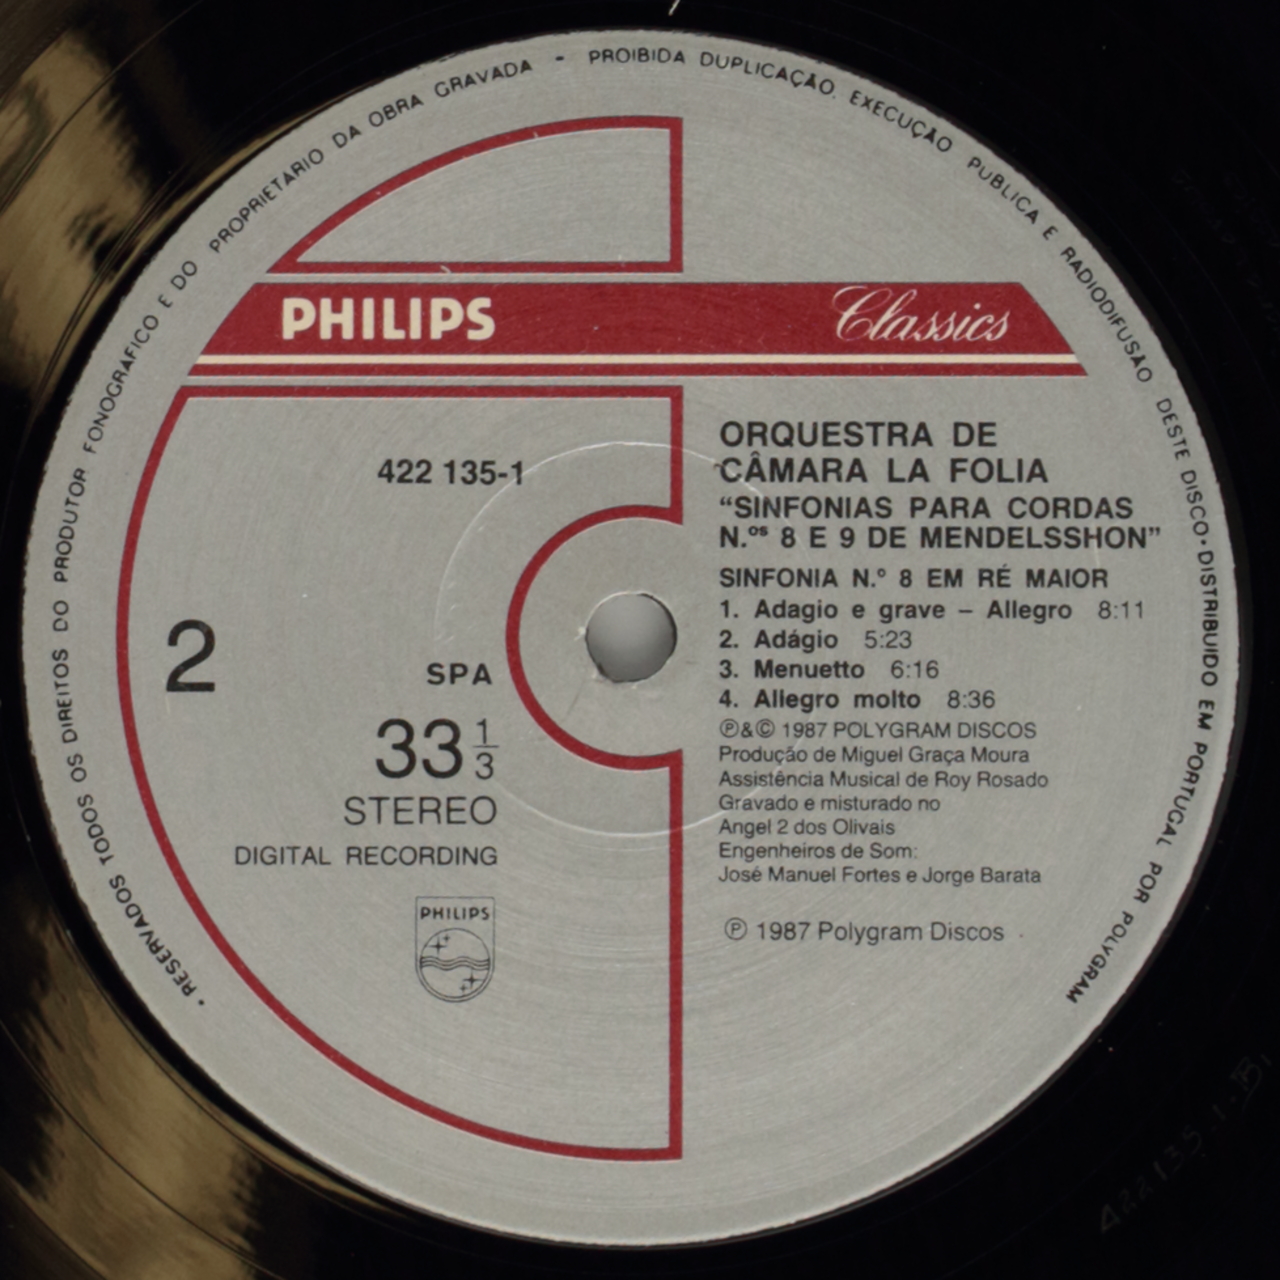 • RESERVADOS TODOS OS DIREITOS DO PRODUTOR FONOGRÁFICO E DO PROPRIETARIO DA OBRA GRAVADA - PROIBIDA DUPLICAÇÃO, EXECUÇÃO PUBLICA E RADIODIFUSÃO DESTE DISCO • DISTRIBUIDO EM PORTUGAL POR POLYGRAM
PHILIPS Classics
422 135-1
ORQUESTRA DE
CÂMARA LA FOLIA
“SINFONIAS PARA CORDAS
N.ºs 8 E 9 DE MENDELSSHON”
SINFONIA N.º 8 EM RÉ MAIOR
1. Adagio e grave – Allegro 8:11
2. Adágio 5:23
3. Menuetto 6:16
4. Allegro molto 8:36
℗&© 1987 POLYGRAM DISCOS
Produção de Miguel Graça Moura
Assistência Musical de Roy Rosado
Gravado e misturado no
Angel 2 dos Olivais
Engenheiros de Som:
José Manuel Fortes e Jorge Barata
℗ 1987 Polygram Discos
2
SPA
33 1/3
STEREO
DIGITAL RECORDING
PHILIPS
422135.1.B1